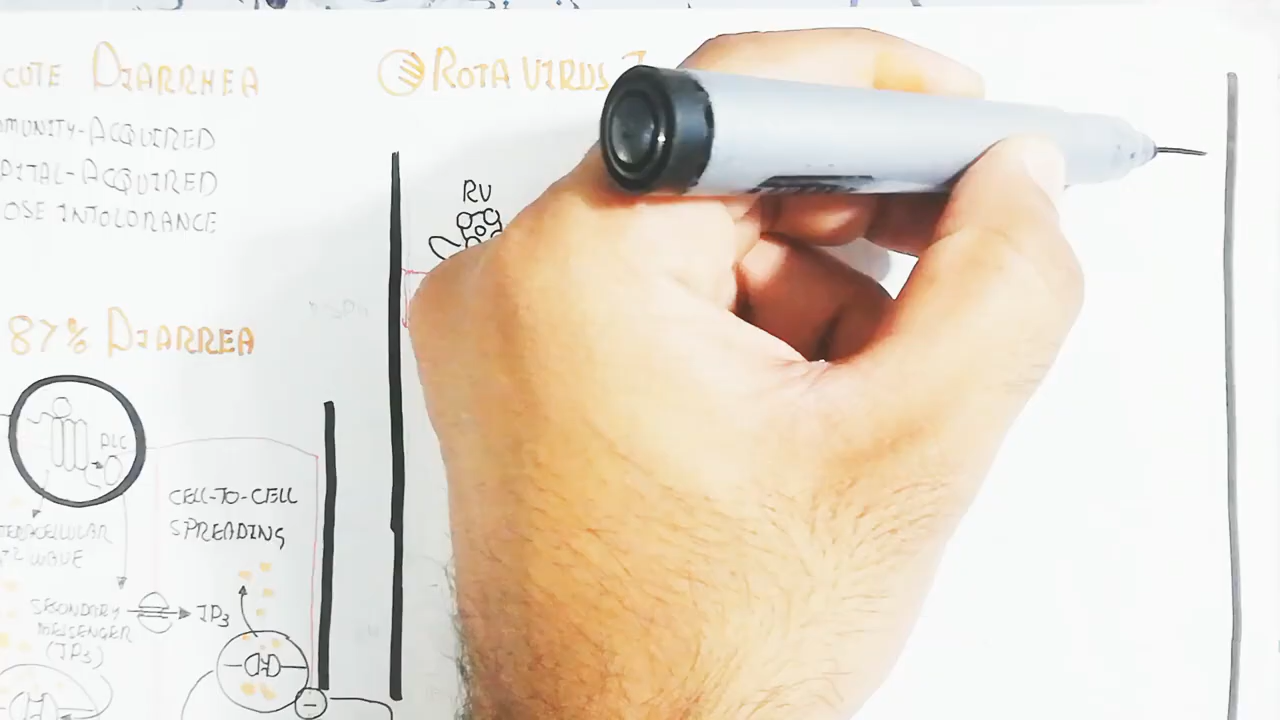 CUTE DIARRHEA
MMUNITY-ACQUIRED
PITAL-ACQUIRED
OSE INTOLORANCE
87% DIARREA
PLC
CELL-TO-CELL
SPREADING
SECONDARY
MESSENGER
(IP3)
IP3
ROTA VIRUS
RV